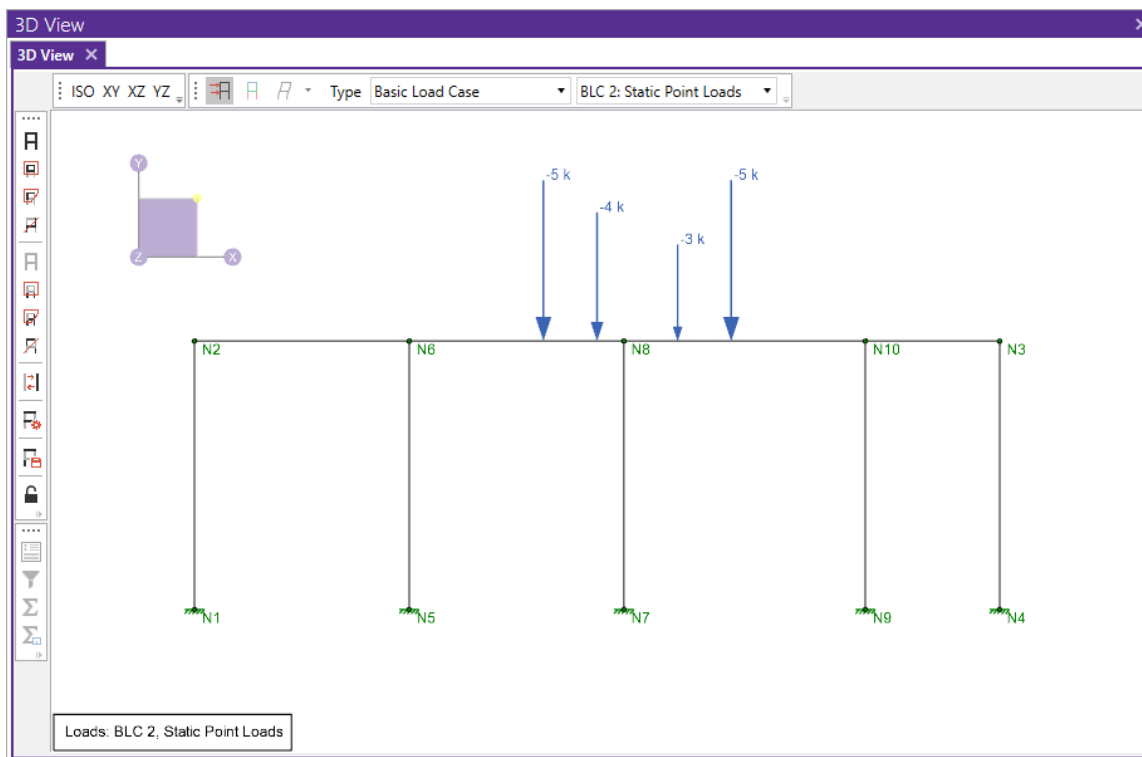 3D View
3D View
ISO XY XZ YZ Type Basic Load Case BLC 2: Static Point Loads
Y
-5 k
-5 k
-4 k
-3 k
Z
X
N2
N6
N8
N10
N3
N1
N5
N7
N9
N4
Loads: BLC 2, Static Point Loads